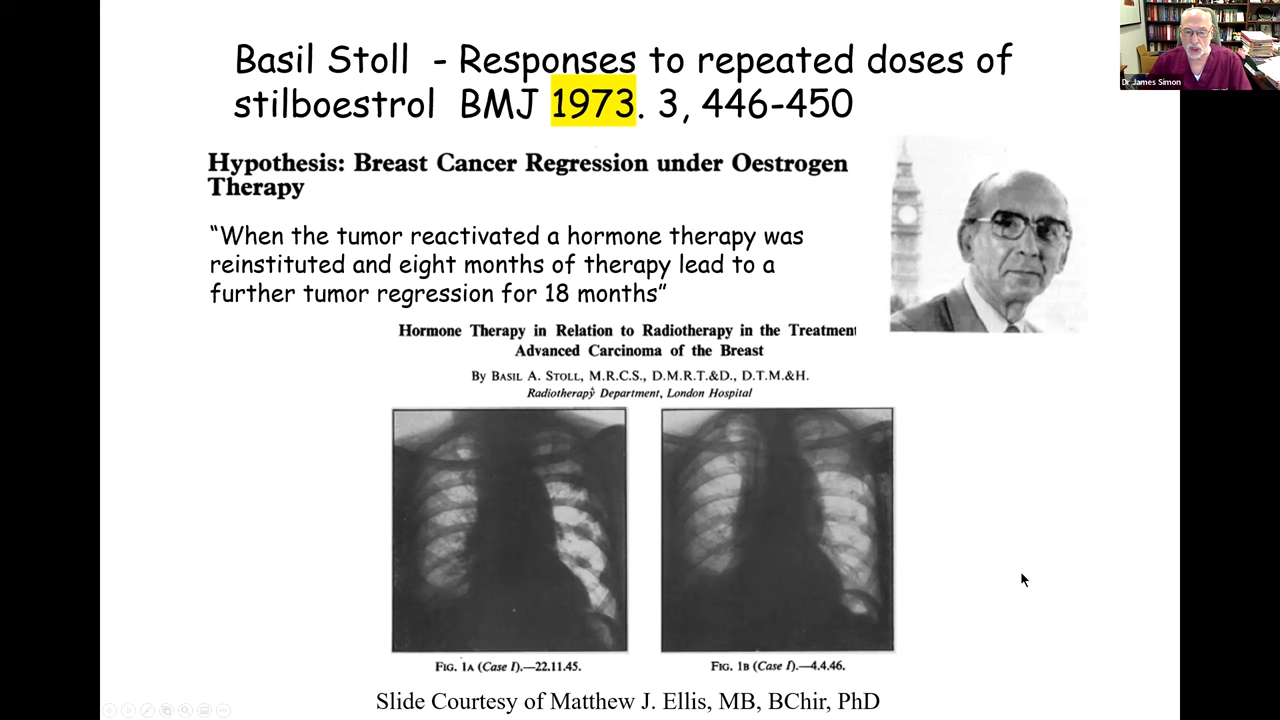 Basil Stoll - Responses to repeated doses of
stilboestrol BMJ 1973. 3, 446-450
Dr James Simon
Hypothesis: Breast Cancer Regression under Oestrogen
Therapy
“When the tumor reactivated a hormone therapy was
reinstituted and eight months of therapy lead to a
further tumor regression for 18 months”
Hormone Therapy in Relation to Radiotherapy in the Treatment
Advanced Carcinoma of the Breast
By BASIL A. STOLL, M.R.C.S., D.M.R.T.&D., D.T.M.&H.
Radiotherapy Department, London Hospital
FIG. 1A (Case I).—22.11.45.
FIG. 1B (Case I).—4.4.46.
Slide Courtesy of Matthew J. Ellis, MB, BChir, PhD